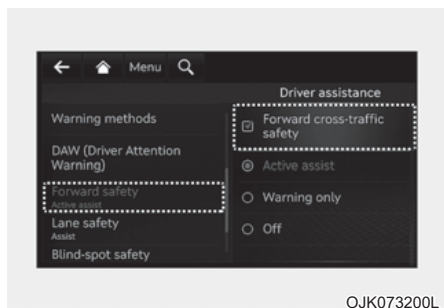 Menu
Driver assistance
Warning methods
DAW (Driver Attention
Warning)
Forward safety
Active assist
Lane safety
Assist
Blind-spot safety
Forward cross-traffic
safety
Active assist
Warning only
Off
OJK073200L